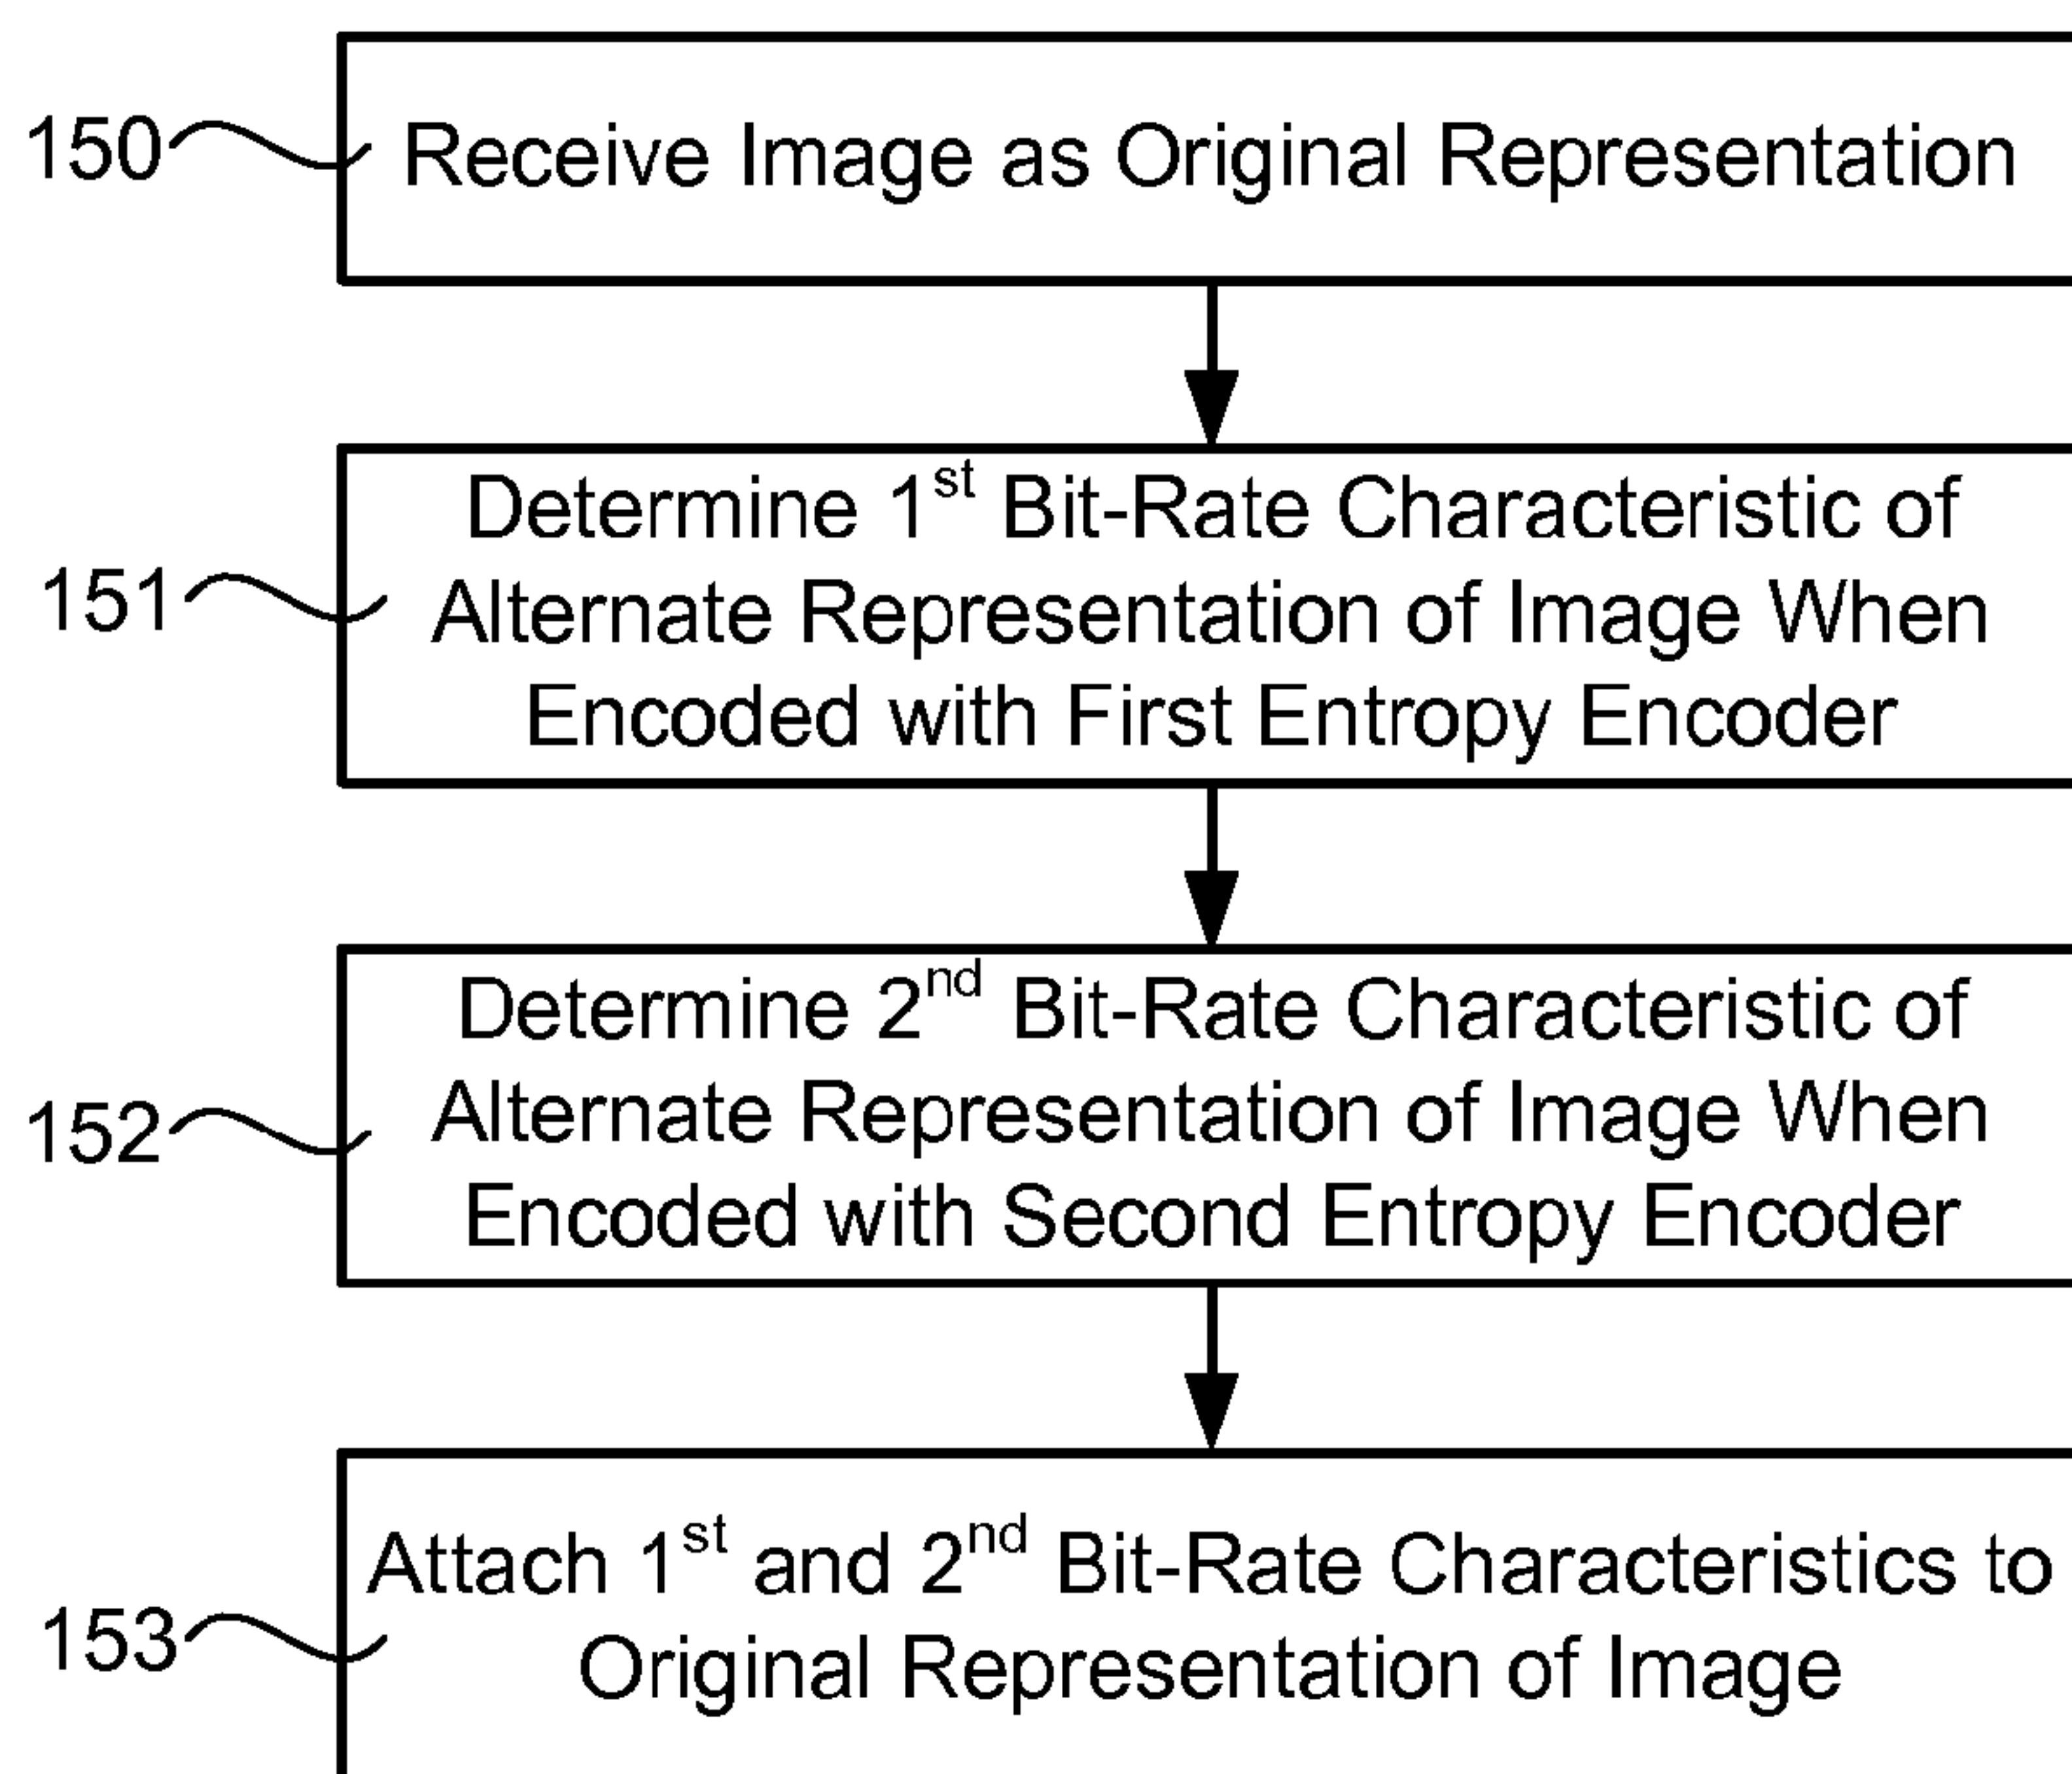 150
Receive Image as Original Representation
151
Determine 1st Bit-Rate Characteristic of
Alternate Representation of Image When
Encoded with First Entropy Encoder
152
Determine 2nd Bit-Rate Characteristic of
Alternate Representation of Image When
Encoded with Second Entropy Encoder
153
Attach 1st and 2nd Bit-Rate Characteristics to
Original Representation of Image